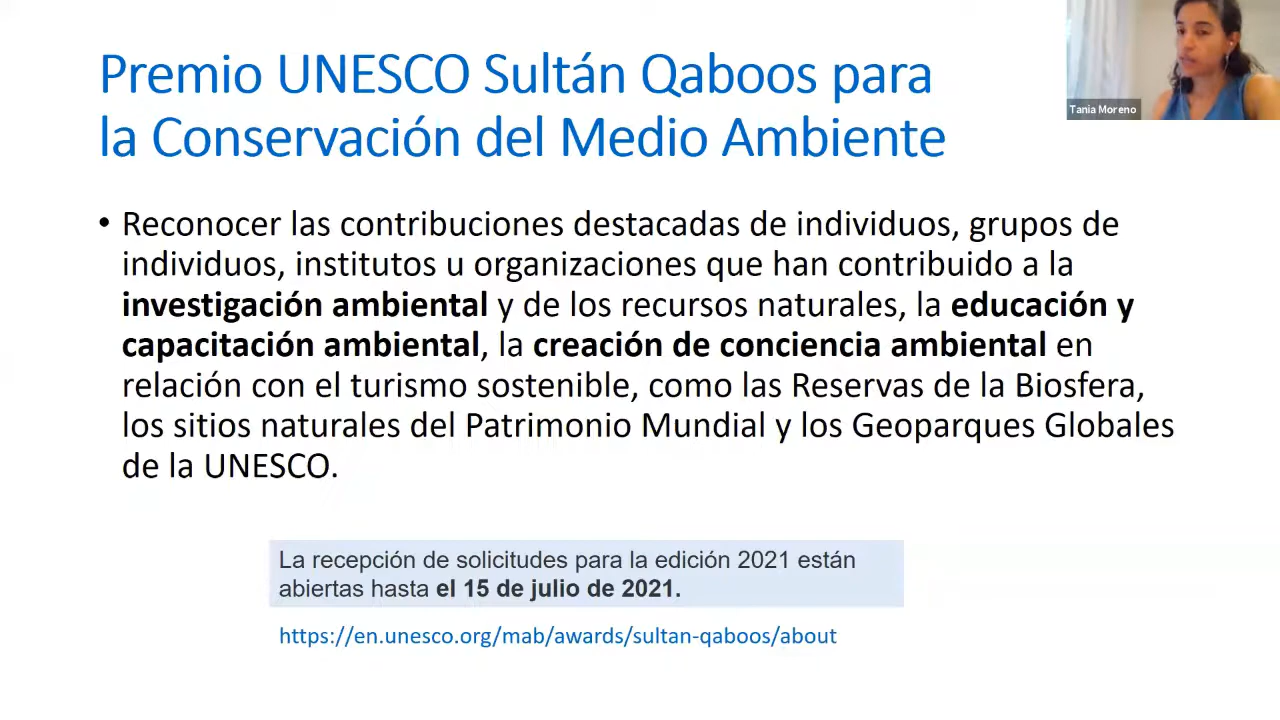 Premio UNESCO Sultán Qaboos para
la Conservación del Medio Ambiente
Tania Moreno
• Reconocer las contribuciones destacadas de individuos, grupos de
individuos, institutos u organizaciones que han contribuido a la
investigación ambiental y de los recursos naturales, la educación y
capacitación ambiental, la creación de conciencia ambiental en
relación con el turismo sostenible, como las Reservas de la Biosfera,
los sitios naturales del Patrimonio Mundial y los Geoparques Globales
de la UNESCO.
La recepción de solicitudes para la edición 2021 están
abiertas hasta el 15 de julio de 2021.
https://en.unesco.org/mab/awards/sultan-qaboos/about